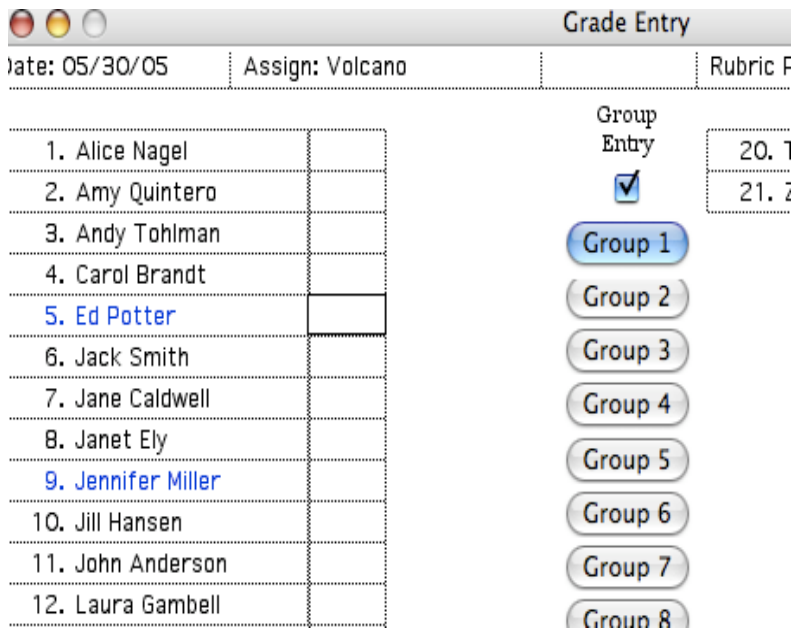 Grade Entry
Date: 05/30/05 Assign: Volcano Rubric
Group
Entry
1. Alice Nagel
2. Amy Quintero
3. Andy Tohlman
4. Carol Brandt
5. Ed Potter
6. Jack Smith
7. Jane Caldwell
8. Janet Ely
9. Jennifer Miller
10. Jill Hansen
11. John Anderson
12. Laura Gambell
Group 1
Group 2
Group 3
Group 4
Group 5
Group 6
Group 7
Group 8
20.
21.